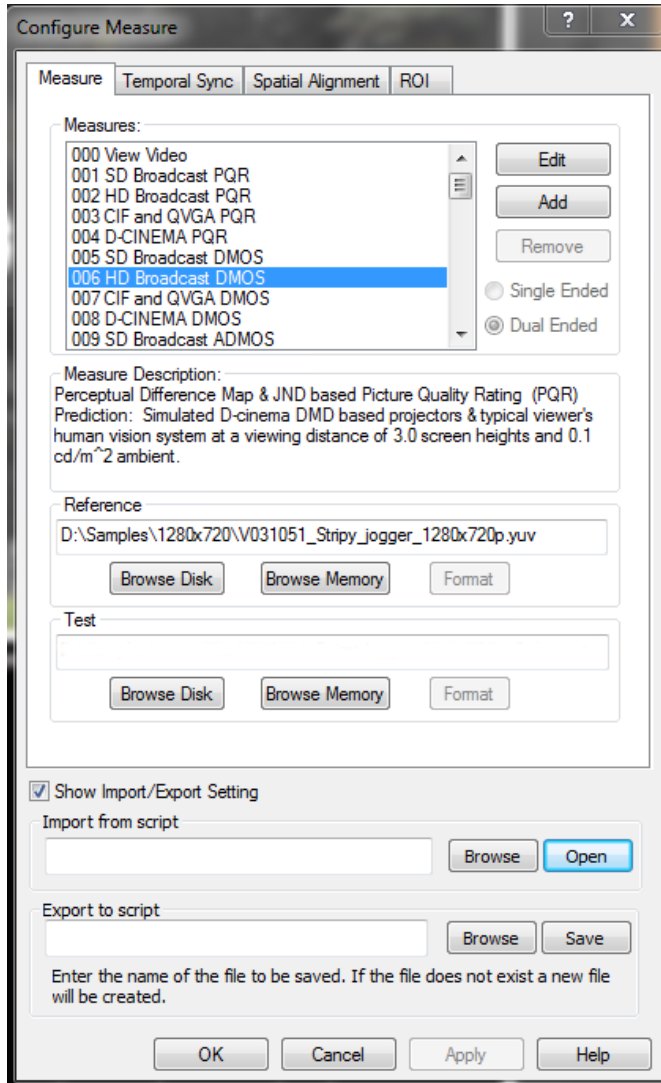 Configure Measure
?
X
Measure
Temporal Sync
Spatial Alignment
ROI
Measures:
000 View Video
001 SD Broadcast PQR
002 HD Broadcast PQR
003 CIF and QVGA PQR
004 D-CINEMA PQR
005 SD Broadcast DMOS
006 HD Broadcast DMOS
007 CIF and QVGA DMOS
008 D-CINEMA DMOS
009 SD Broadcast ADMOS
Edit
Add
Remove
Single Ended
Dual Ended
Measure Description:
Perceptual Difference Map & JND based Picture Quality Rating (PQR)
Prediction: Simulated D-cinema DMD based projectors & typical viewer's
human vision system at a viewing distance of 3.0 screen heights and 0.1
cd/m^2 ambient.
Reference
D:\Samples\1280x720\V031051_Stripy_jogger_1280x720p.yuv
Browse Disk
Browse Memory
Format
Test
Browse Disk
Browse Memory
Format
Show Import/Export Setting
Import from script
Browse
Open
Export to script
Browse
Save
Enter the name of the file to be saved. If the file does not exist a new file
will be created.
OK
Cancel
Apply
Help